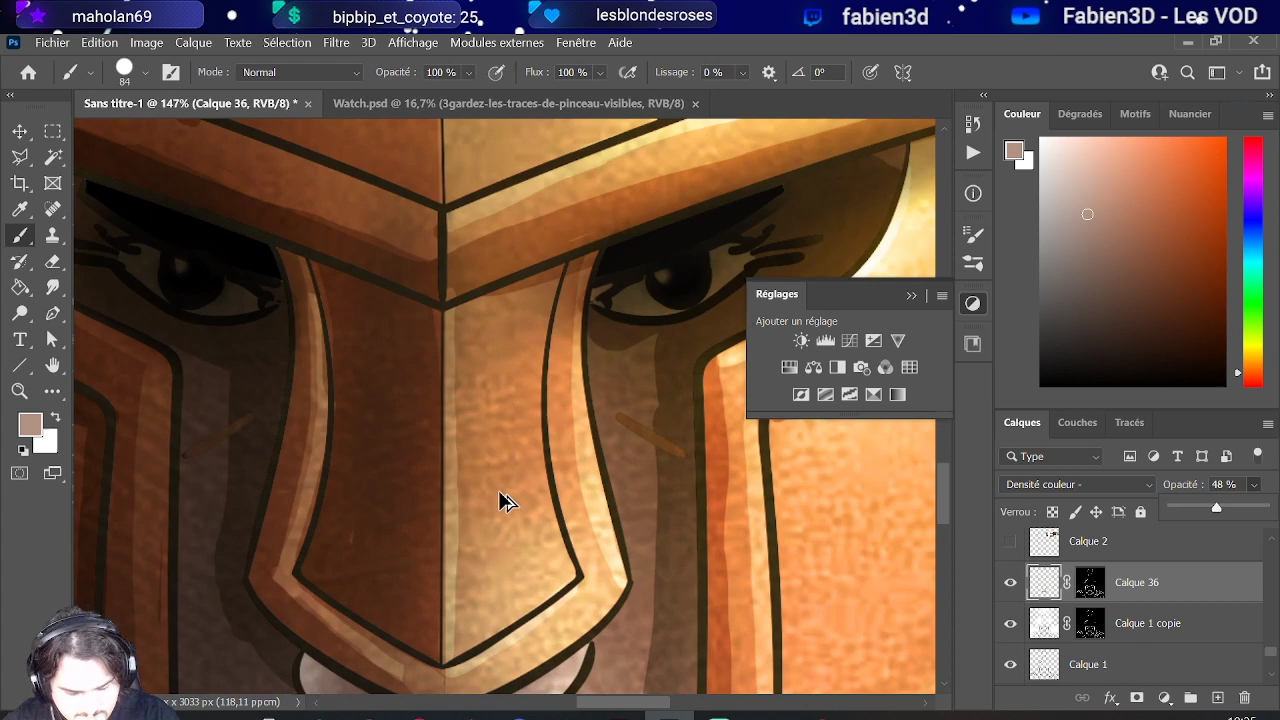 maholan69
bipbip_et_coyote: 25
lesblondesroses
fabien3d
Fabien3D - Les VOD
Ps Fichier Edition Image Calque Texte Sélection Filtre 3D Affichage Modules externes Fenêtre Aide
84 Mode : Normal Opacité : 100 % Flux : 100 % Lissage : 0 % 0°
Sans titre-1 @ 147% (Calque 36, RVB/8) * Watch.psd @ 16,7% (3gardez-les-traces-de-pinceau-visibles, RVB/8)
Couleur Dégradés Motifs Nuancier
Réglages
Ajouter un réglage
Calques Couches Tracés
Type
Densité couleur - Opacité : 48 %
Verrou :
Calque 2
Calque 36
Calque 1 copie
Calque 1
x 3033 px (118,11 ppcm)